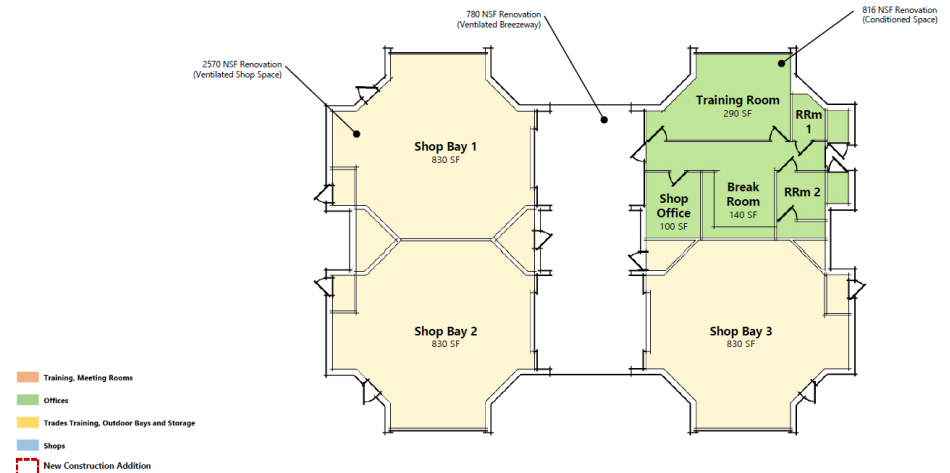 780 NSF Renovation
(Ventilated Breezeway)
816 NSF Renovation
(Conditioned Space)
2570 NSF Renovation
(Ventilated Shop Space)
Training Room
290 SF
RRm
1
Shop Bay 1
830 SF
Shop
Office
100 SF
Break
Room
140 SF
RRm 2
Shop Bay 2
830 SF
Shop Bay 3
830 SF
Training, Meeting Rooms
Offices
Trades Training, Outdoor Bays and Storage
Shops
New Construction Addition